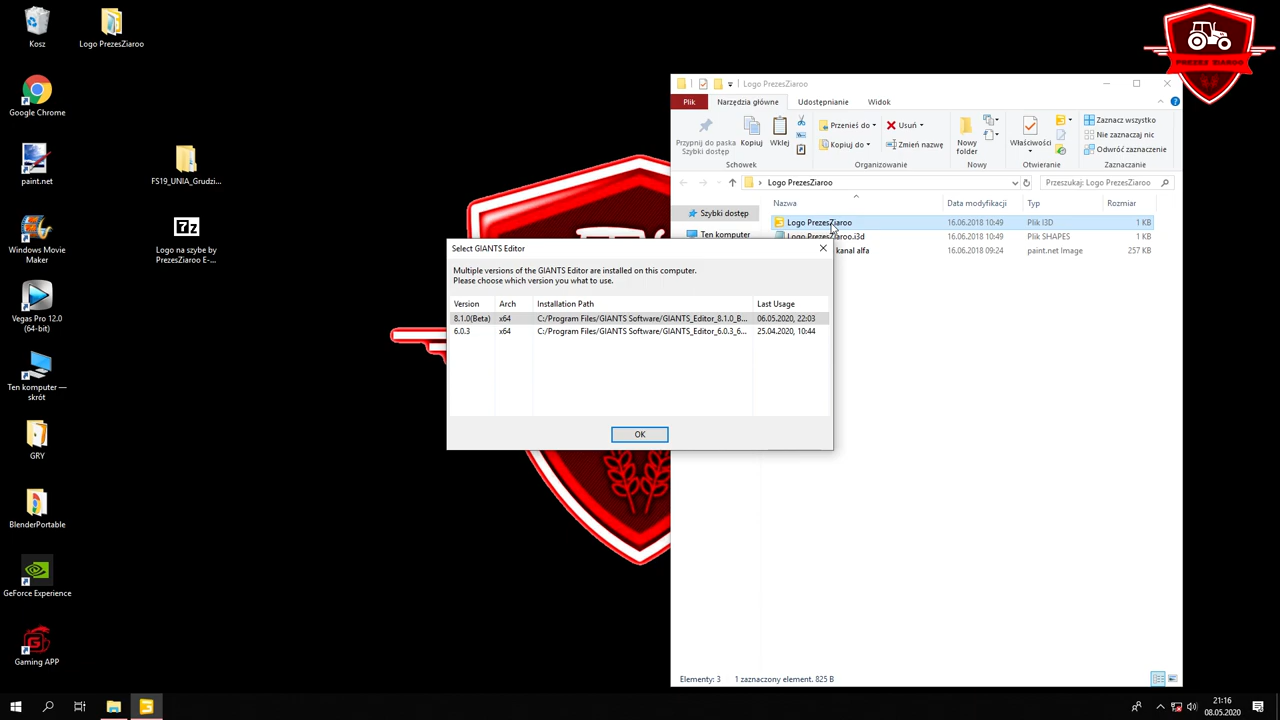 Kosz
Logo PrezesZiaroo
Google Chrome
paint.net
FS19_UNIA_Grudzi...
Windows Movie
Maker
7z
Logo na szybe by
PrezesZiaroo E-...
Vegas Pro 12.0
(64-bit)
Ten komputer —
skrót
GRY
BlenderPortable
GeForce Experience
Gaming APP
PREZES ZIAROO
Logo PrezesZiaroo
Plik
Narzędzia główne
Udostępnianie
Widok
Przypnij do paska
Szybki dostęp
Kopiuj
Wklej
Schowek
Przenieś do
Kopiuj do
Usuń
Zmień nazwę
Organizowanie
Nowy
folder
Nowy
Właściwości
Otwieranie
Zaznacz wszystko
Nie zaznaczaj nic
Odwróć zaznaczenie
Zaznaczanie
Logo PrezesZiaroo
Przeszukaj: Logo PrezesZiaroo
Szybki dostęp
Ten komputer
Nazwa
Data modyfikacji
Typ
Rozmiar
Logo PrezesZiaroo
16.06.2018 10:49
Plik I3D
1 KB
Logo PrezesZiaroo.i3d
16.06.2018 10:49
Plik SHAPES
1 KB
kanal alfa
16.06.2018 09:24
paint.net Image
257 KB
Select GIANTS Editor
Multiple versions of the GIANTS Editor are installed on this computer.
Please choose which version you what to use.
Version
Arch
Installation Path
Last Usage
8.1.0(Beta)
x64
C:/Program Files/GIANTS Software/GIANTS_Editor_8.1.0_B...
06.05.2020, 22:03
6.0.3
x64
C:/Program Files/GIANTS Software/GIANTS_Editor_6.0.3_6...
25.04.2020, 10:44
OK
Elementy: 3
1 zaznaczony element. 825 B
21:16
08.05.2020